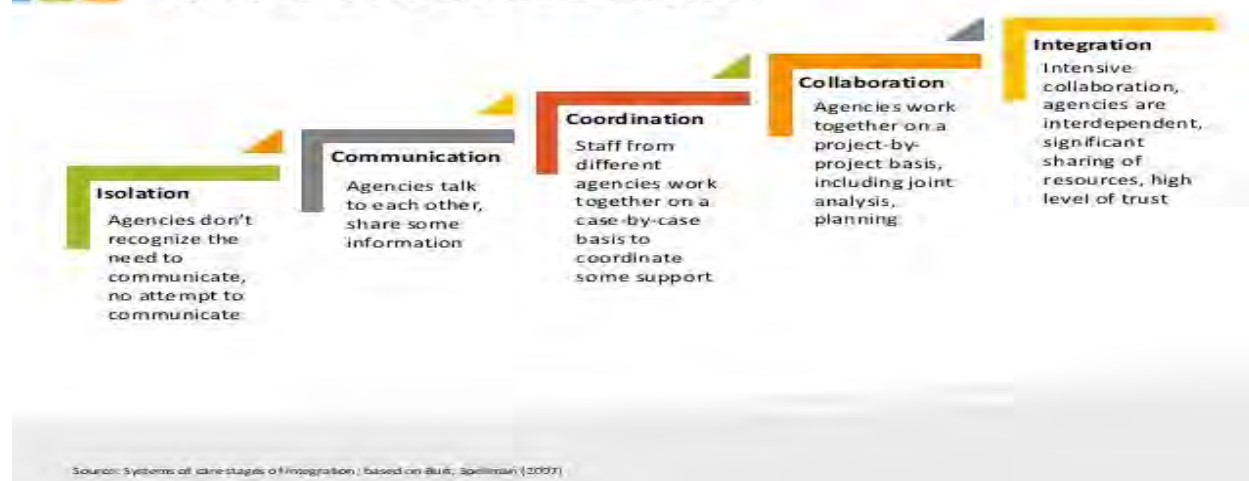 Isolation
Agencies don't
recognize the
need to
communicate,
no attempt to
communicate
Communication
Agencies talk
to each other,
share some
information
Coordination
Staff from
different
agencies work
together on a
case-by-case
basis to
coordinate
some support
Collaboration
Agencies work
together on a
project-by-
project basis,
including joint
analysis,
planning
Integration
Intensive
collaboration,
agencies are
interdependent,
significant
sharing of
resources, high
level of trust
Source: Systems of care stages of integration, based on Burt, Spellman (2007)